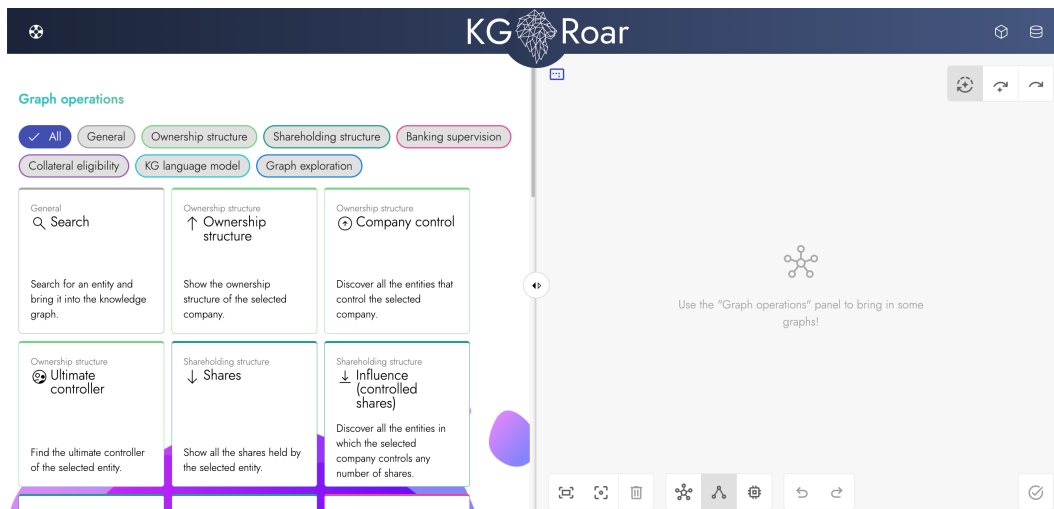 KG Roar
Graph operations
All
General
Ownership structure
Shareholding structure
Banking supervision
Collateral eligibility
KG language model
Graph exploration
General
Search
Search for an entity and
bring it into the knowledge
graph.
Ownership structure
Ownership
structure
Show the ownership
structure of the selected
company.
Ownership structure
Company control
Discover all the entities that
control the selected
company.
Ownership structure
Ultimate
controller
Find the ultimate controller
of the selected entity.
Shareholding structure
Shares
Show all the shares held by
the selected entity.
Shareholding structure
Influence
(controlled
shares)
Discover all the entities in
which the selected
company controls any
number of shares.
Use the "Graph operations" panel to bring in some
graphs!